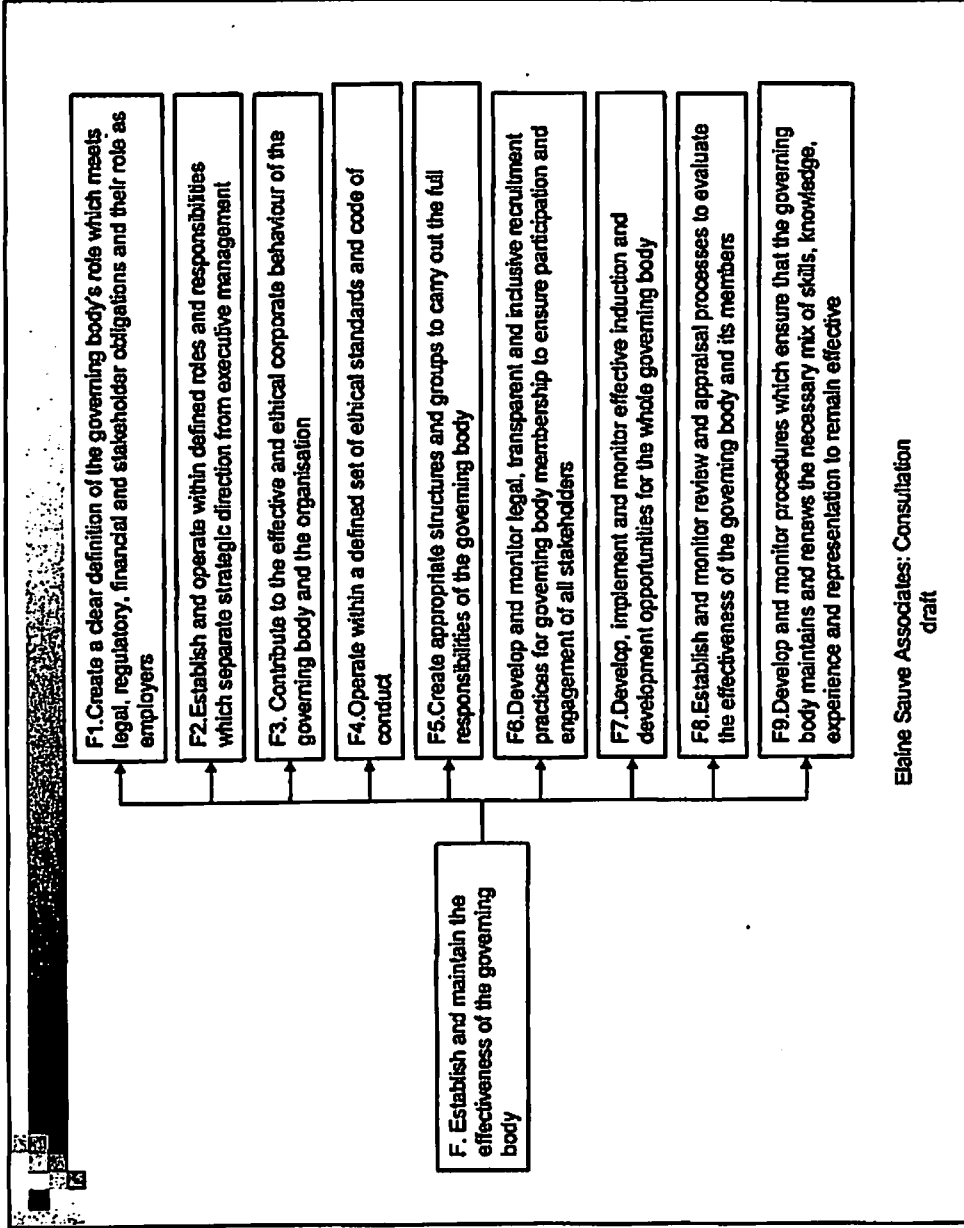 F. Establish and maintain the
effectiveness of the governing
body
F1.Create a clear definition of the governing body's role which meets
legal, regulatory, financial and stakeholder obligations and their role as
employers
F2.Establish and operate within defined roles and responsibilities
which separate strategic direction from executive management
F3. Contribute to the effective and ethical corporate behaviour of the
governing body and the organisation
F4.Operate within a defined set of ethical standards and code of
conduct
F5.Create appropriate structures and groups to carry out the full
responsibilities of the governing body
F6.Develop and monitor legal, transparent and inclusive recruitment
practices for governing body membership to ensure participation and
engagement of all stakeholders
F7.Develop, implement and monitor effective induction and
development opportunities for the whole governing body
F8.Establish and monitor review and appraisal processes to evaluate
the effectiveness of the governing body and its members
F9.Develop and monitor procedures which ensure that the governing
body maintains and renews the necessary mix of skills, knowledge,
experience and representation to remain effective
Elaine Sauve Associates: Consultation
draft